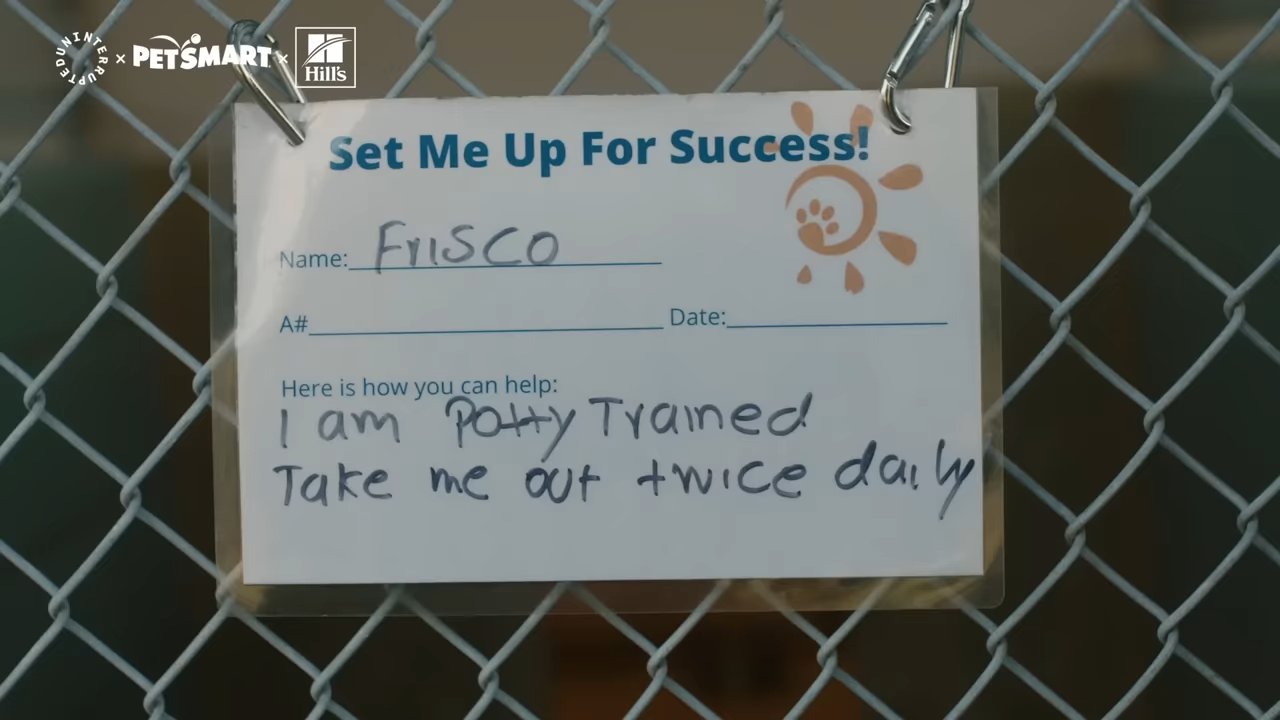 UNINTERRUPTED × PETSMART × Hill's
Set Me Up For Success!
Name: Frisco
A# Date:
Here is how you can help:
I am Potty Trained
Take me out twice daily